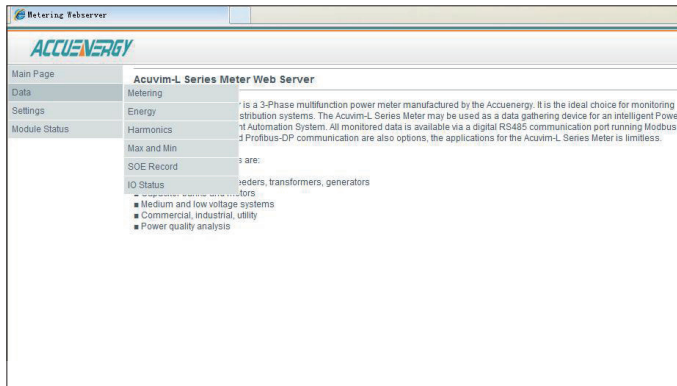 Metering Webserver
ACCUENERGY
Main Page
Data
Settings
Module Status
Metering
Energy
Harmonics
Max and Min
SOE Record
IO Status
Acuvim-L Series Meter Web Server
is a 3-Phase multifunction power meter manufactured by the Accuenergy. It is the ideal choice for monitoring
stribution systems. The Acuvim-L Series Meter may be used as a data gathering device for an intelligent Powe
nt Automation System. All monitored data is available via a digital RS485 communication port running Modbus
d Profibus-DP communication are also options, the applications for the Acuvim-L Series Meter is limitless.
s are:
eeders, transformers, generators
■ Capacitor banks and motors
■ Medium and low voltage systems
■ Commercial, industrial, utility
■ Power quality analysis